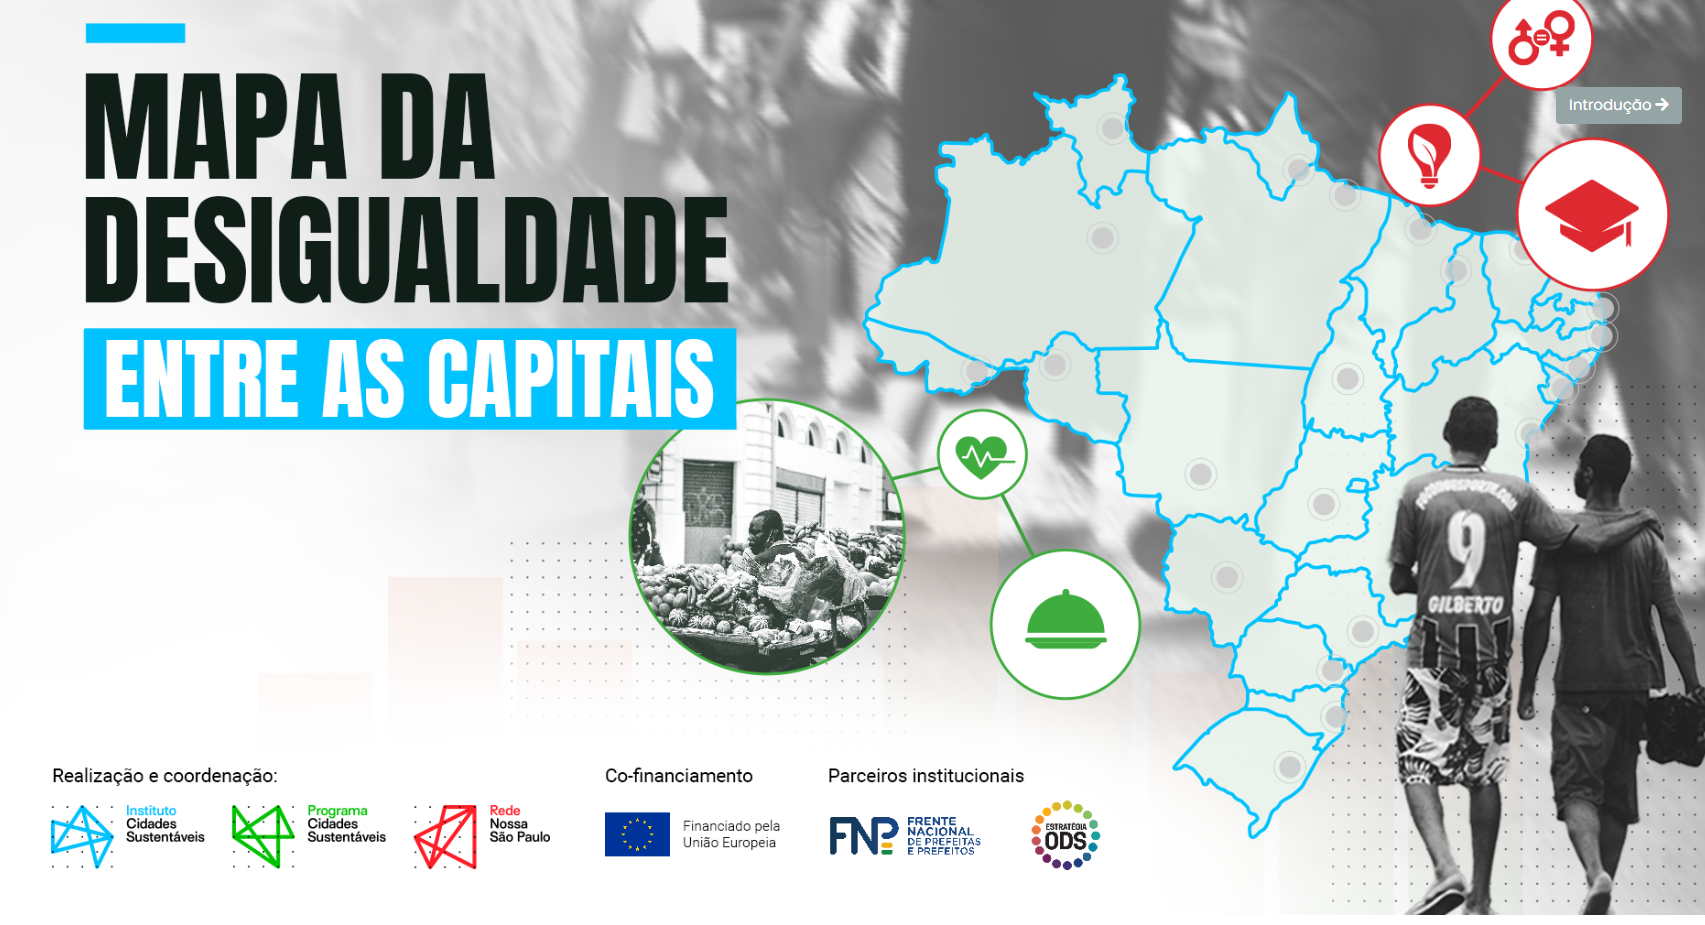 MAPA DA
DESIGUALDADE
ENTRE AS CAPITAIS
Introdução
9
GILBERTO
Realização e coordenação:
Instituto
Cidades
Sustentáveis
Programa
Cidades
Sustentáveis
Rede
Nossa
São Paulo
Co-financiamento
Financiado pela
União Europeia
Parceiros institucionais
FNP
FRENTE
NACIONAL
DE PREFEITAS
E PREFEITOS
ESTRATÉGIA
ODS